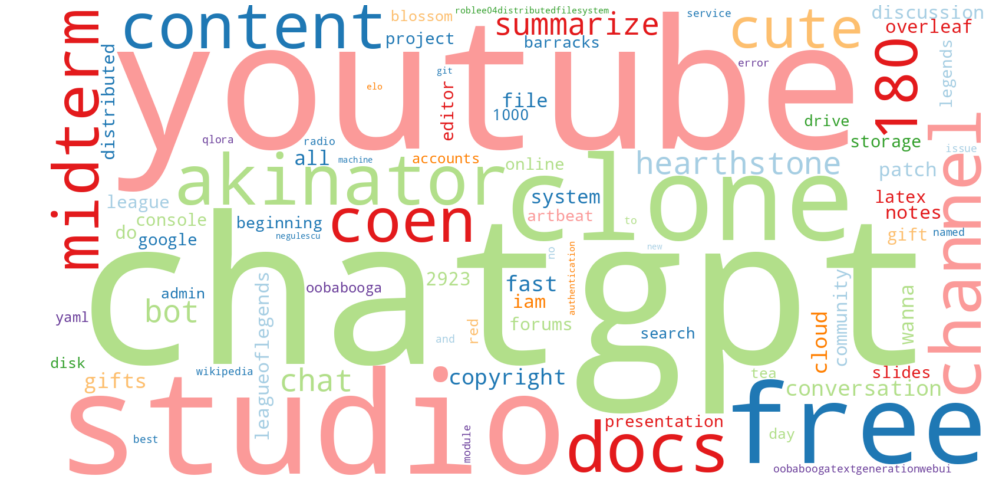 roblee04distributedfilesystem
service
discussion
content
blossom
summarize
cute
overleaf
youtube
project
barracks
midterm
distributed
git
error
180
legends
elo
editor
file
1000
drive
storage
qlora
radio
all
machine
accounts
online
hearthstone
patch
issue
channel
akinator
clone
league
system
latex
notes
console
coen
artbeat
to
do
beginning
gift
named
google
negulescu
no
authentication
new
chatgpt
2923
fast
admin
oobabooga
iam
bot
yaml
forums
red
search
cloud
community
wanna
and
disk
wikipedia
leagueoflegends
gifts
chat
copyright
tea
slides
conversation
studio
free
presentation
docs
day
best
module
oobaboogatextgenerationwebui